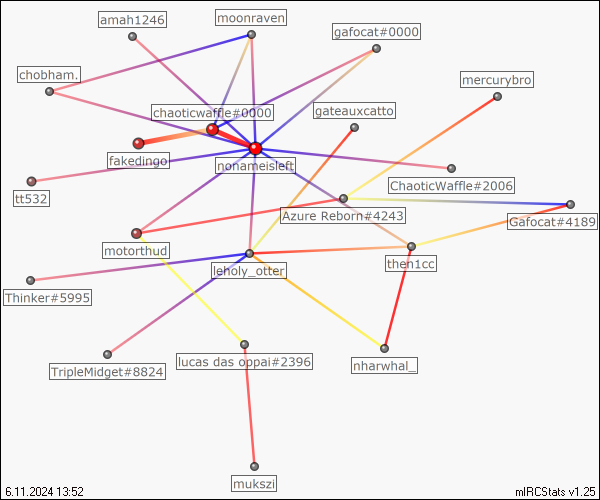 moonraven
amah1246
gafocat#0000
chobham.
mercurybro
chaoticwaffle#0000
gateauxcatto
fakedingo
nonameisleft
ChaoticWaffle#2006
tt532
Azure Reborn#4243
Gafocat#4189
motorthud
leholy_otter
then1cc
Thinker#5995
lucas das oppai#2396
nharwhal_
TripleMidget#8824
mukszi
6.11.2024 13:52
mIRCStats v1.25